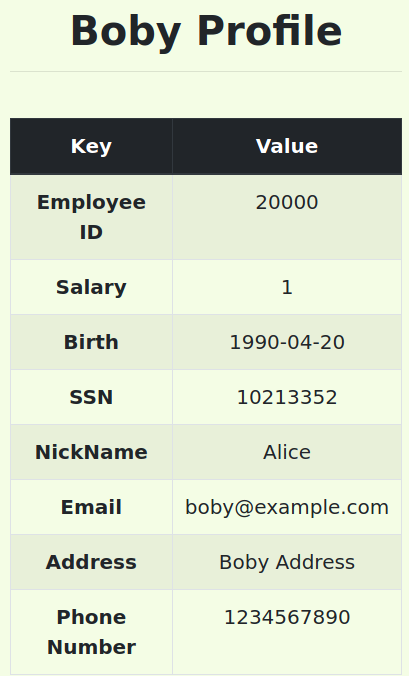 Boby Profile
Key Value
Employee ID 20000
Salary 1
Birth 1990-04-20
SSN 10213352
NickName Alice
Email boby@example.com
Address Boby Address
Phone Number 1234567890